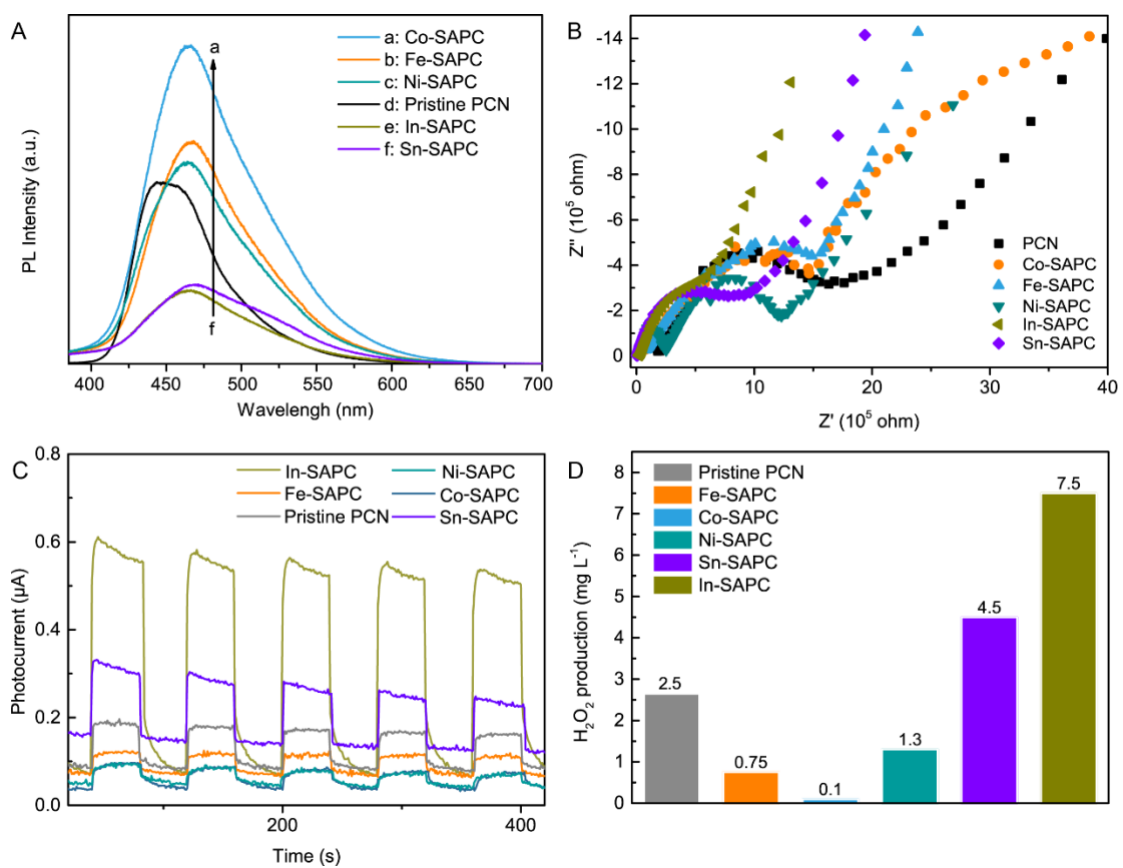 A
PL Intensity (a.u.)
a
a: Co-SAPC
b: Fe-SAPC
c: Ni-SAPC
d: Pristine PCN
e: In-SAPC
f: Sn-SAPC
f
400 450 500 550 600 650 700
Wavelengh (nm)
B
Z'' (10⁵ ohm)
-14
-12
-10
-8
-6
-4
-2
0
PCN
Co-SAPC
Fe-SAPC
Ni-SAPC
In-SAPC
Sn-SAPC
0 10 20 30 40
Z' (10⁵ ohm)
C
Photocurrent (μA)
0.8
0.6
0.4
0.2
0.0
In-SAPC Ni-SAPC
Fe-SAPC Co-SAPC
Pristine PCN Sn-SAPC
200 400
Time (s)
D
H₂O₂ production (mg L⁻¹)
8
7
6
5
4
3
2
1
0
Pristine PCN
Fe-SAPC
Co-SAPC
Ni-SAPC
Sn-SAPC
In-SAPC
2.5
0.75
0.1
1.3
4.5
7.5